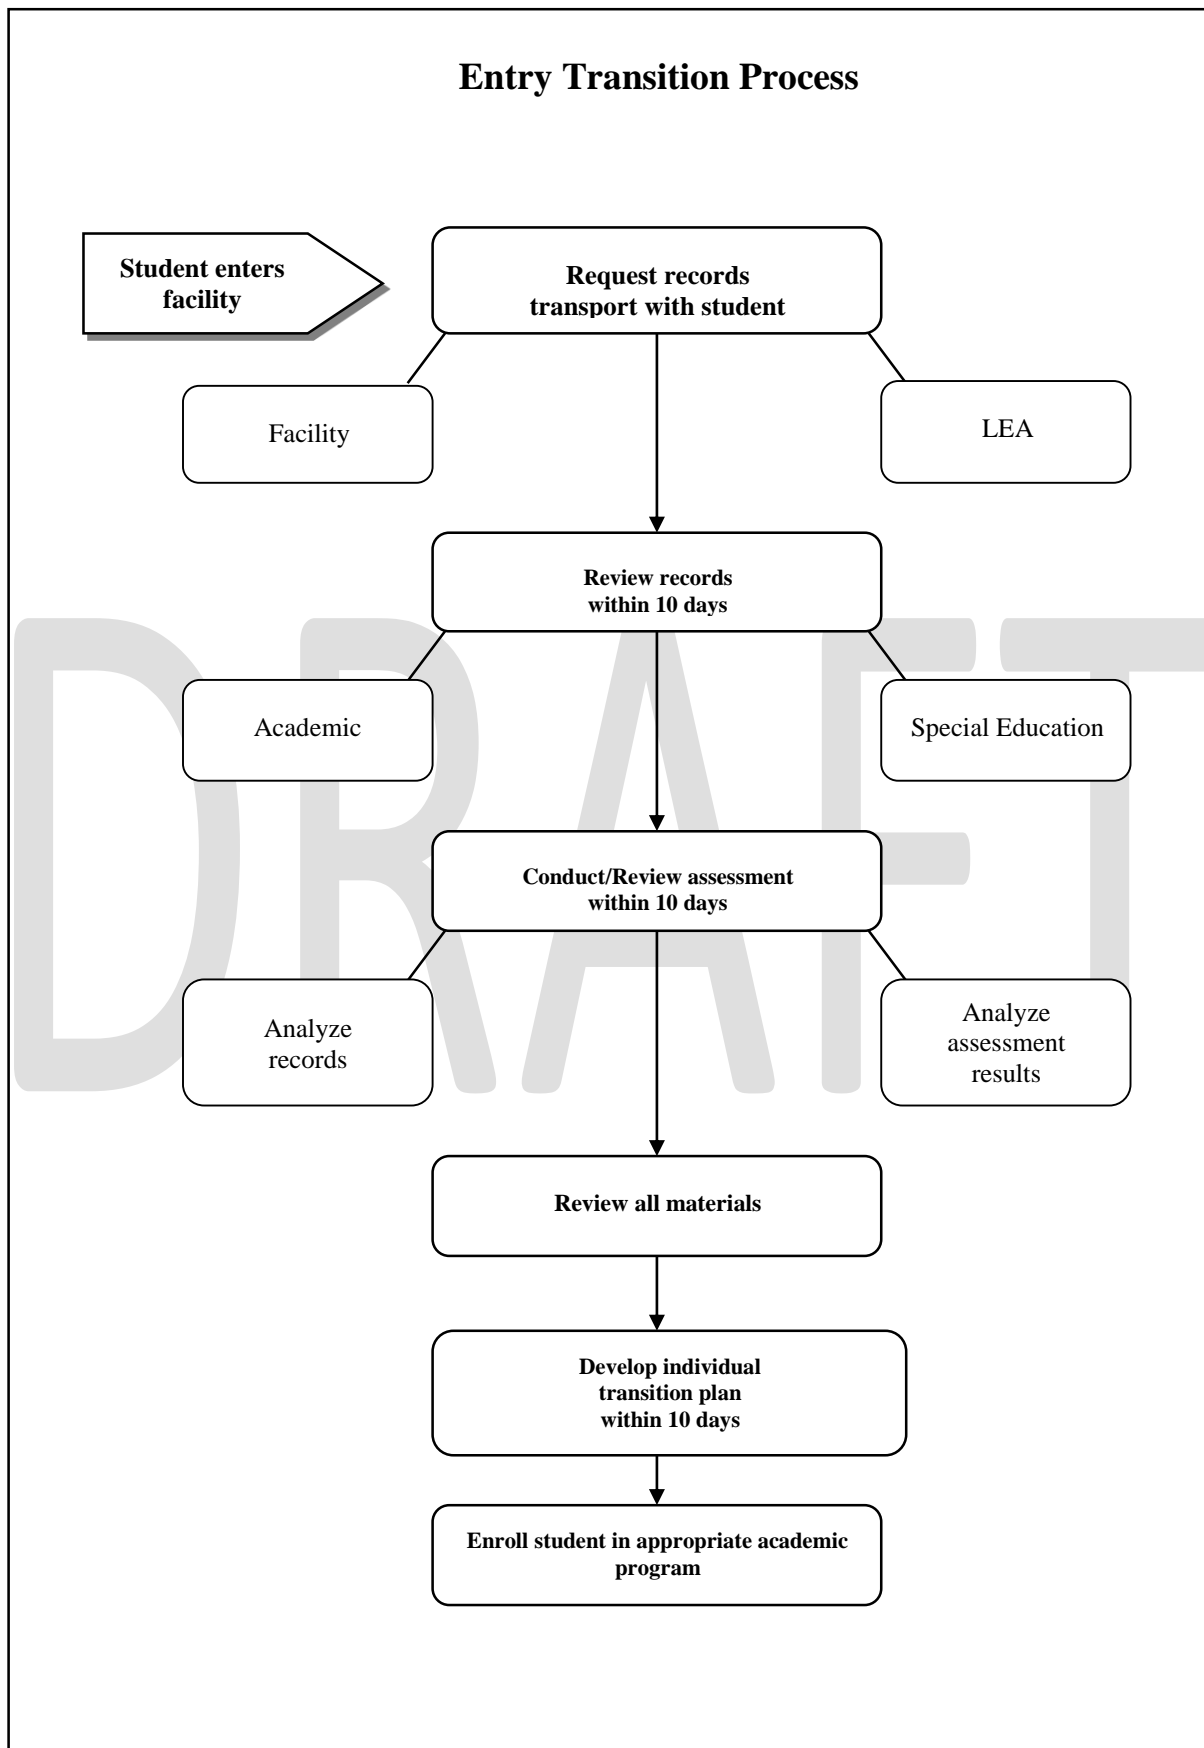 Entry Transition Process
Student enters
facility
Request records
transport with student
Facility
LEA
Review records
within 10 days
Academic
Special Education
Conduct/Review assessment
within 10 days
Analyze
records
Analyze
assessment
results
Review all materials
Develop individual
transition plan
within 10 days
Enroll student in appropriate academic
program
DRAFT